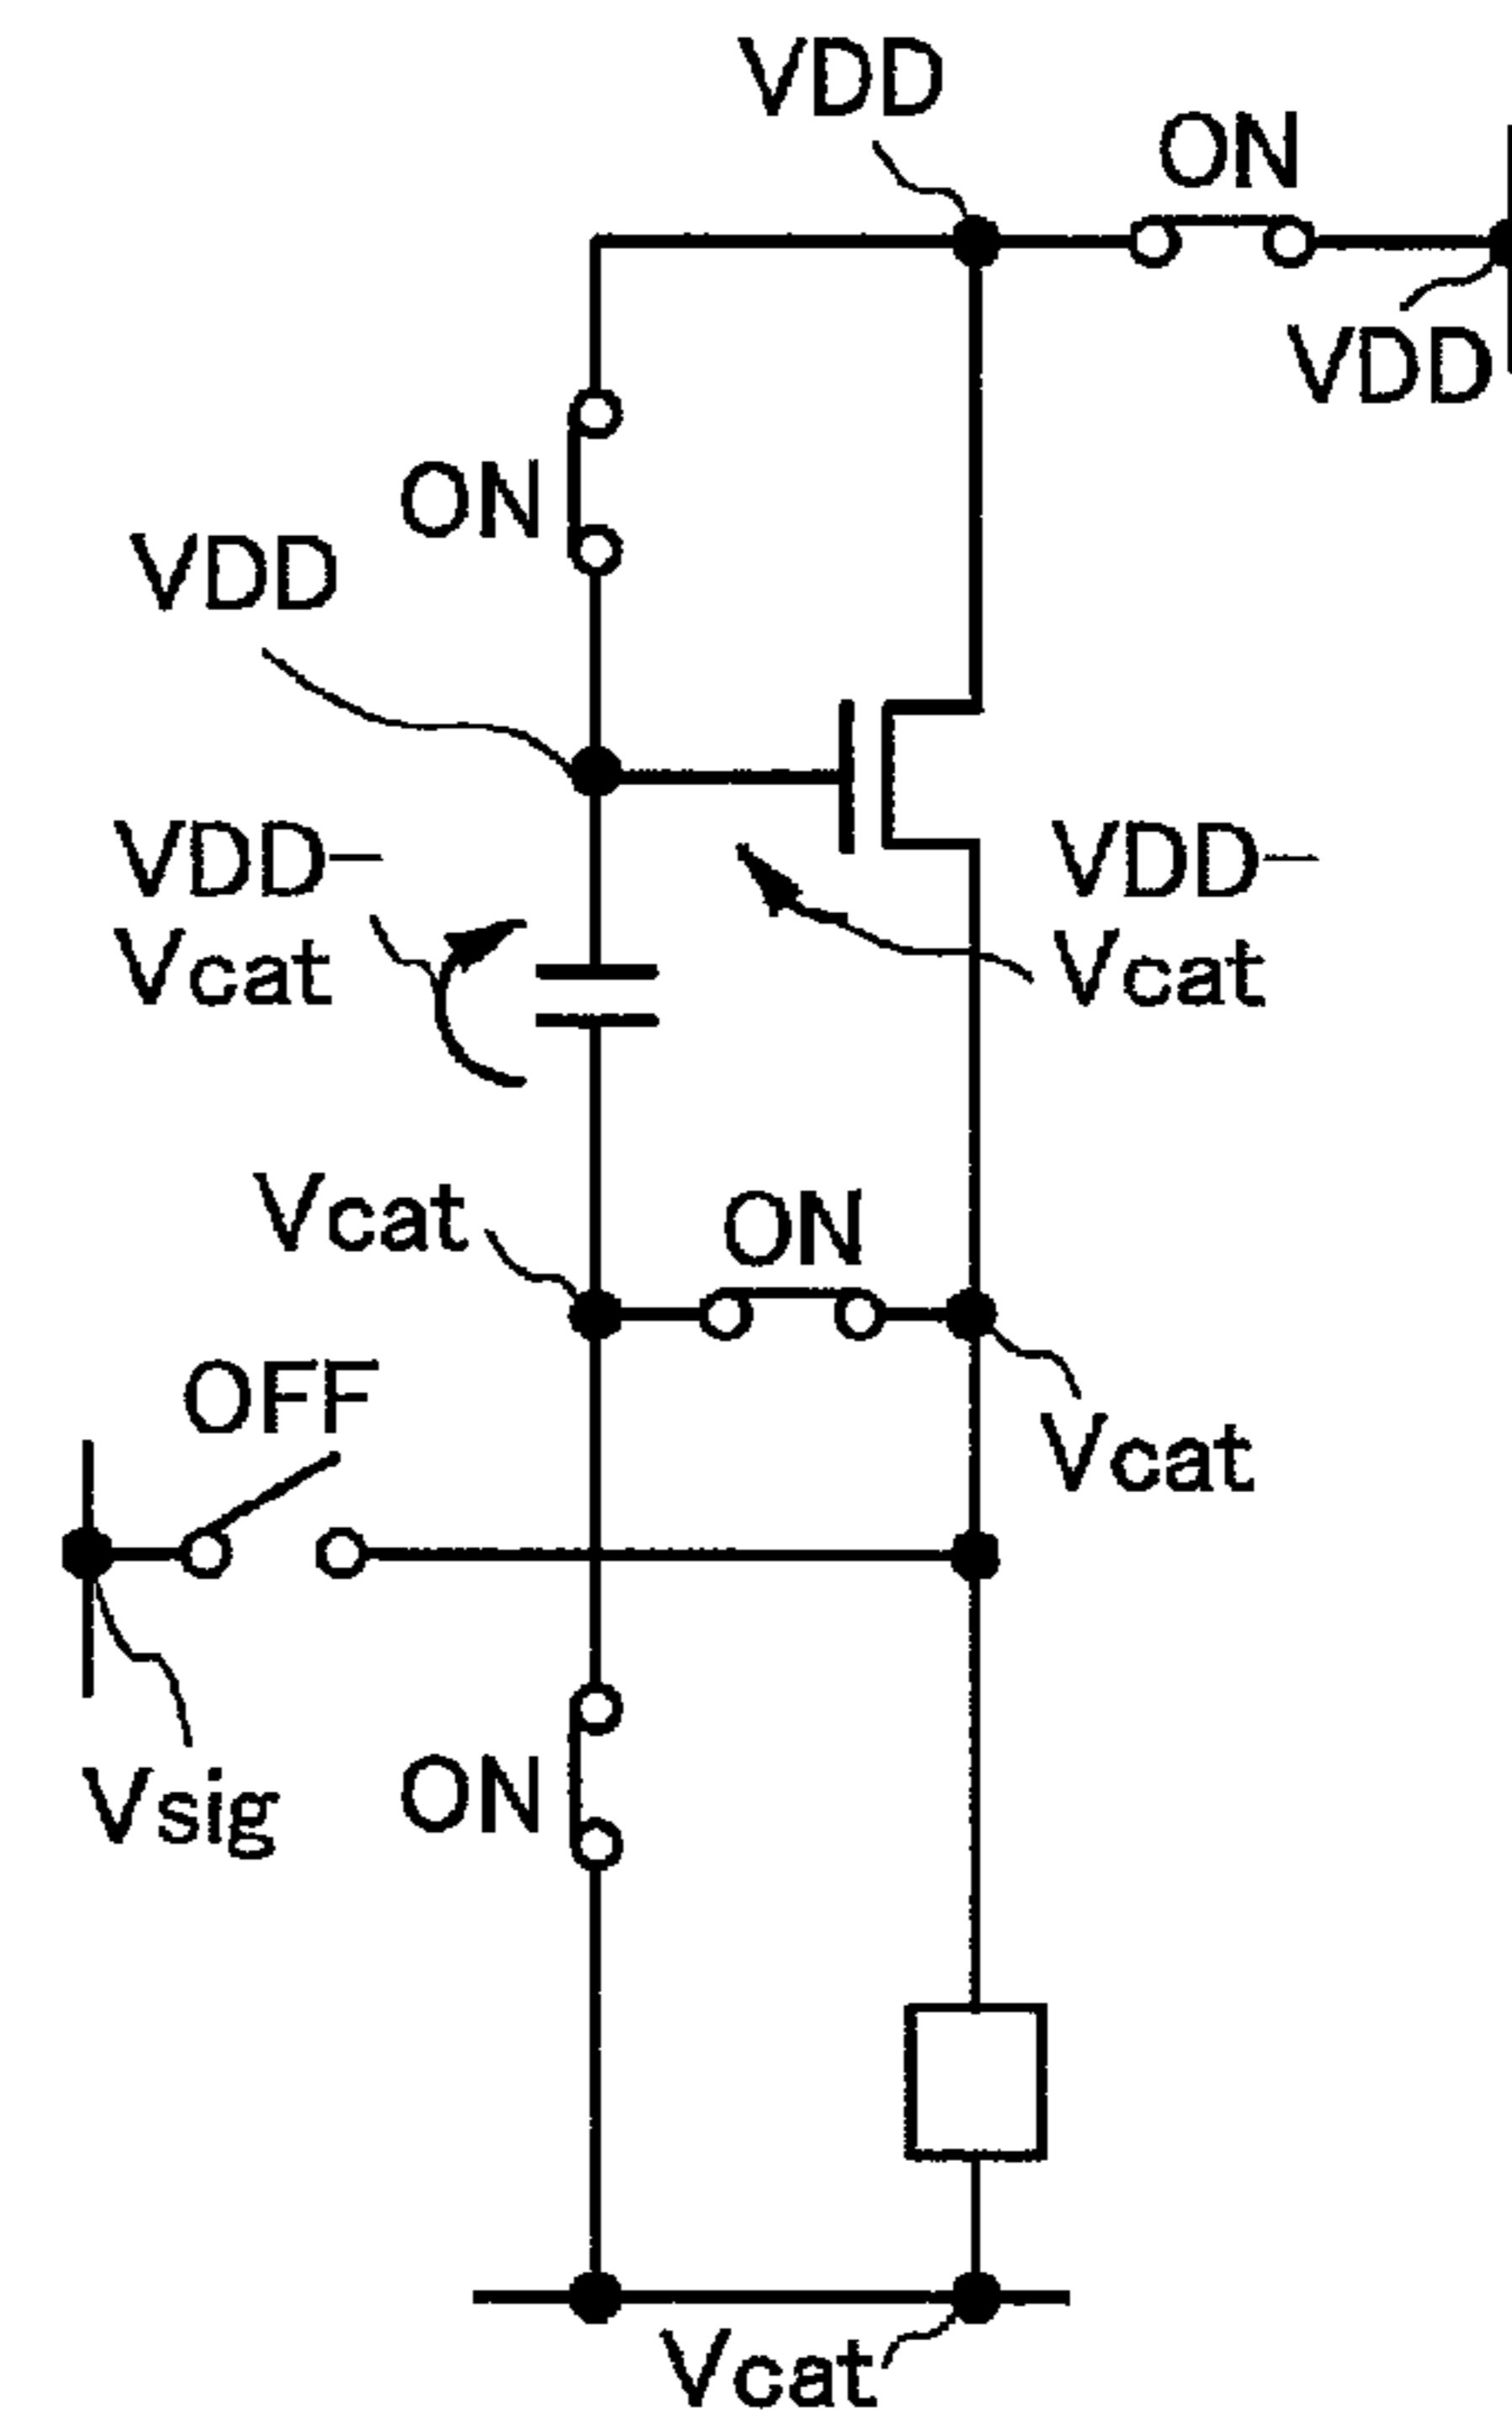 VDD
ON
VDD
ON
VDD
VDD−
Vcat
VDD−
Vcat
Vcat
ON
OFF
Vcat
Vsig
ON
Vcat